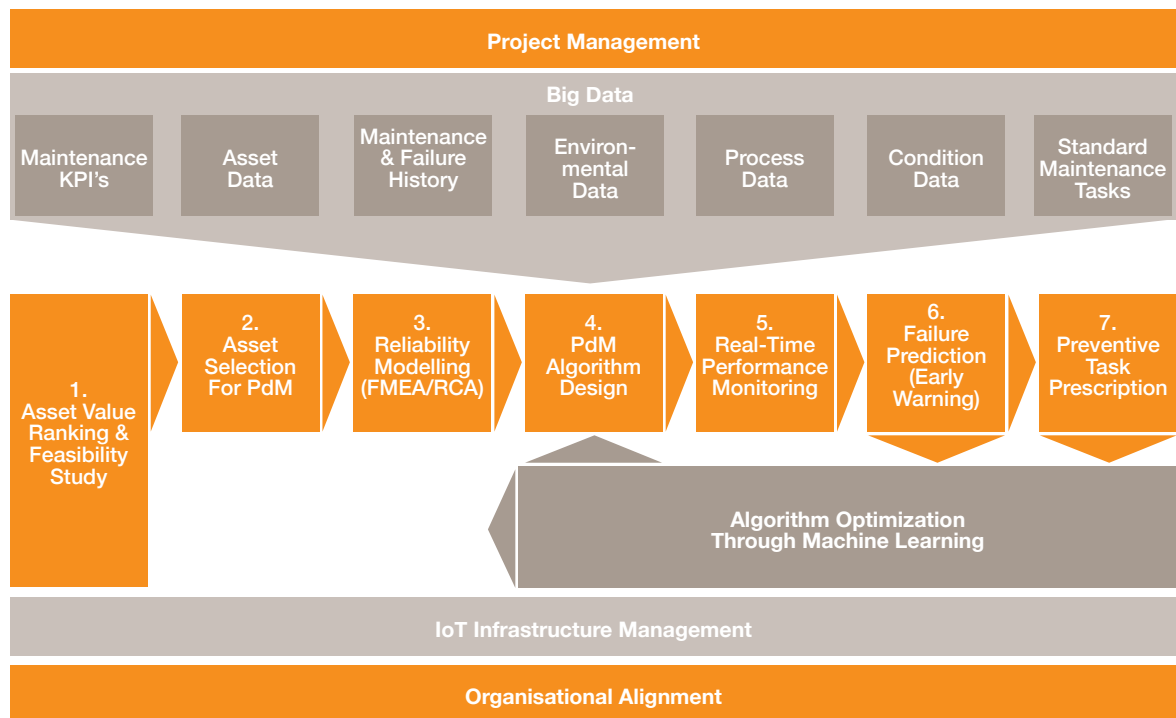 Project Management
Big Data
Maintenance
KPI's
Asset
Data
Maintenance
& Failure
History
Environ-
mental
Data
Process
Data
Condition
Data
Standard
Maintenance
Tasks
1.
Asset Value
Ranking &
Feasibility
Study
2.
Asset
Selection
For PdM
3.
Reliability
Modelling
(FMEA/RCA)
4.
PdM
Algorithm
Design
5.
Real-Time
Performance
Monitoring
6.
Failure
Prediction
(Early
Warning)
7.
Preventive
Task
Prescription
Algorithm Optimization
Through Machine Learning
IoT Infrastructure Management
Organisational Alignment